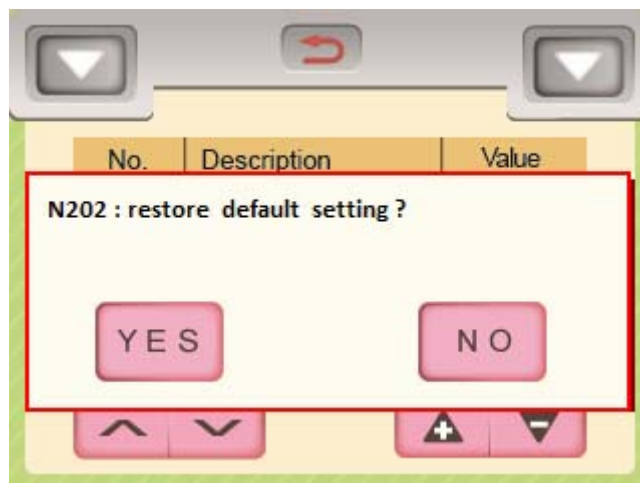 No. Description Value
N202 : restore default setting ?
YES NO